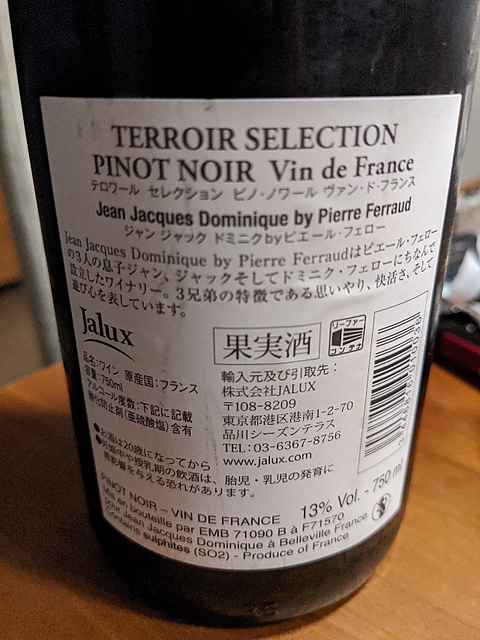 TERROIR SELECTION
PINOT NOIR Vin de France
テロワール セレクション ピノ・ノワール ヴァン・ド・フランス
Jean Jacques Dominique by Pierre Ferraud
ジャン ジャック ドミニクbyピエール・フェロー
Jean Jacques Dominique by Pierre Ferraudはピエール・フェロー
の3人の息子ジャン、ジャックそしてドミニク・フェローにちなんで
設立したワイナリー。3兄弟の特徴である思いやり、快活さ、そして
遊び心を表しています。
Jalux
果実酒
リーファー
コンテナ
品名:ワイン 原産国:フランス
容量:750ml
アルコール度数:下記に記載
酸化防止剤(亜硫酸塩)含有
輸入元及び引取先:
株式会社JALUX
〒108-8209
東京都港区港南1-2-70
品川シーズンテラス
TEL:03-6367-8756
www.jalux.com
●お酒は20歳になってから
●妊娠中や授乳期の飲酒は、胎児・乳児の発育に
悪影響を与える恐れがあります。
PINOT NOIR – VIN DE FRANCE 13% Vol. - 750 ml
Mis en bouteille par EMB 71090 B à F71570
pour Jean Jacques Dominique à Belleville France
Contains sulphites (SO2) - Produce of France